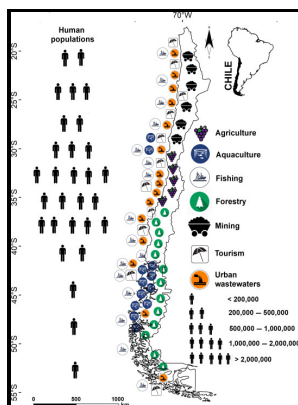 Human
populations
70°W
CHILE
20°S
25°S
30°S
35°S
40°S
45°S
50°S
55°S
Agriculture
Aquaculture
Fishing
Forestry
Mining
Tourism
Urban
wastewaters
< 200,000
200,000 — 500,000
500,000 — 1,000,000
1,000,000 — 2,000,000
> 2,000,000
0 500 1000
km